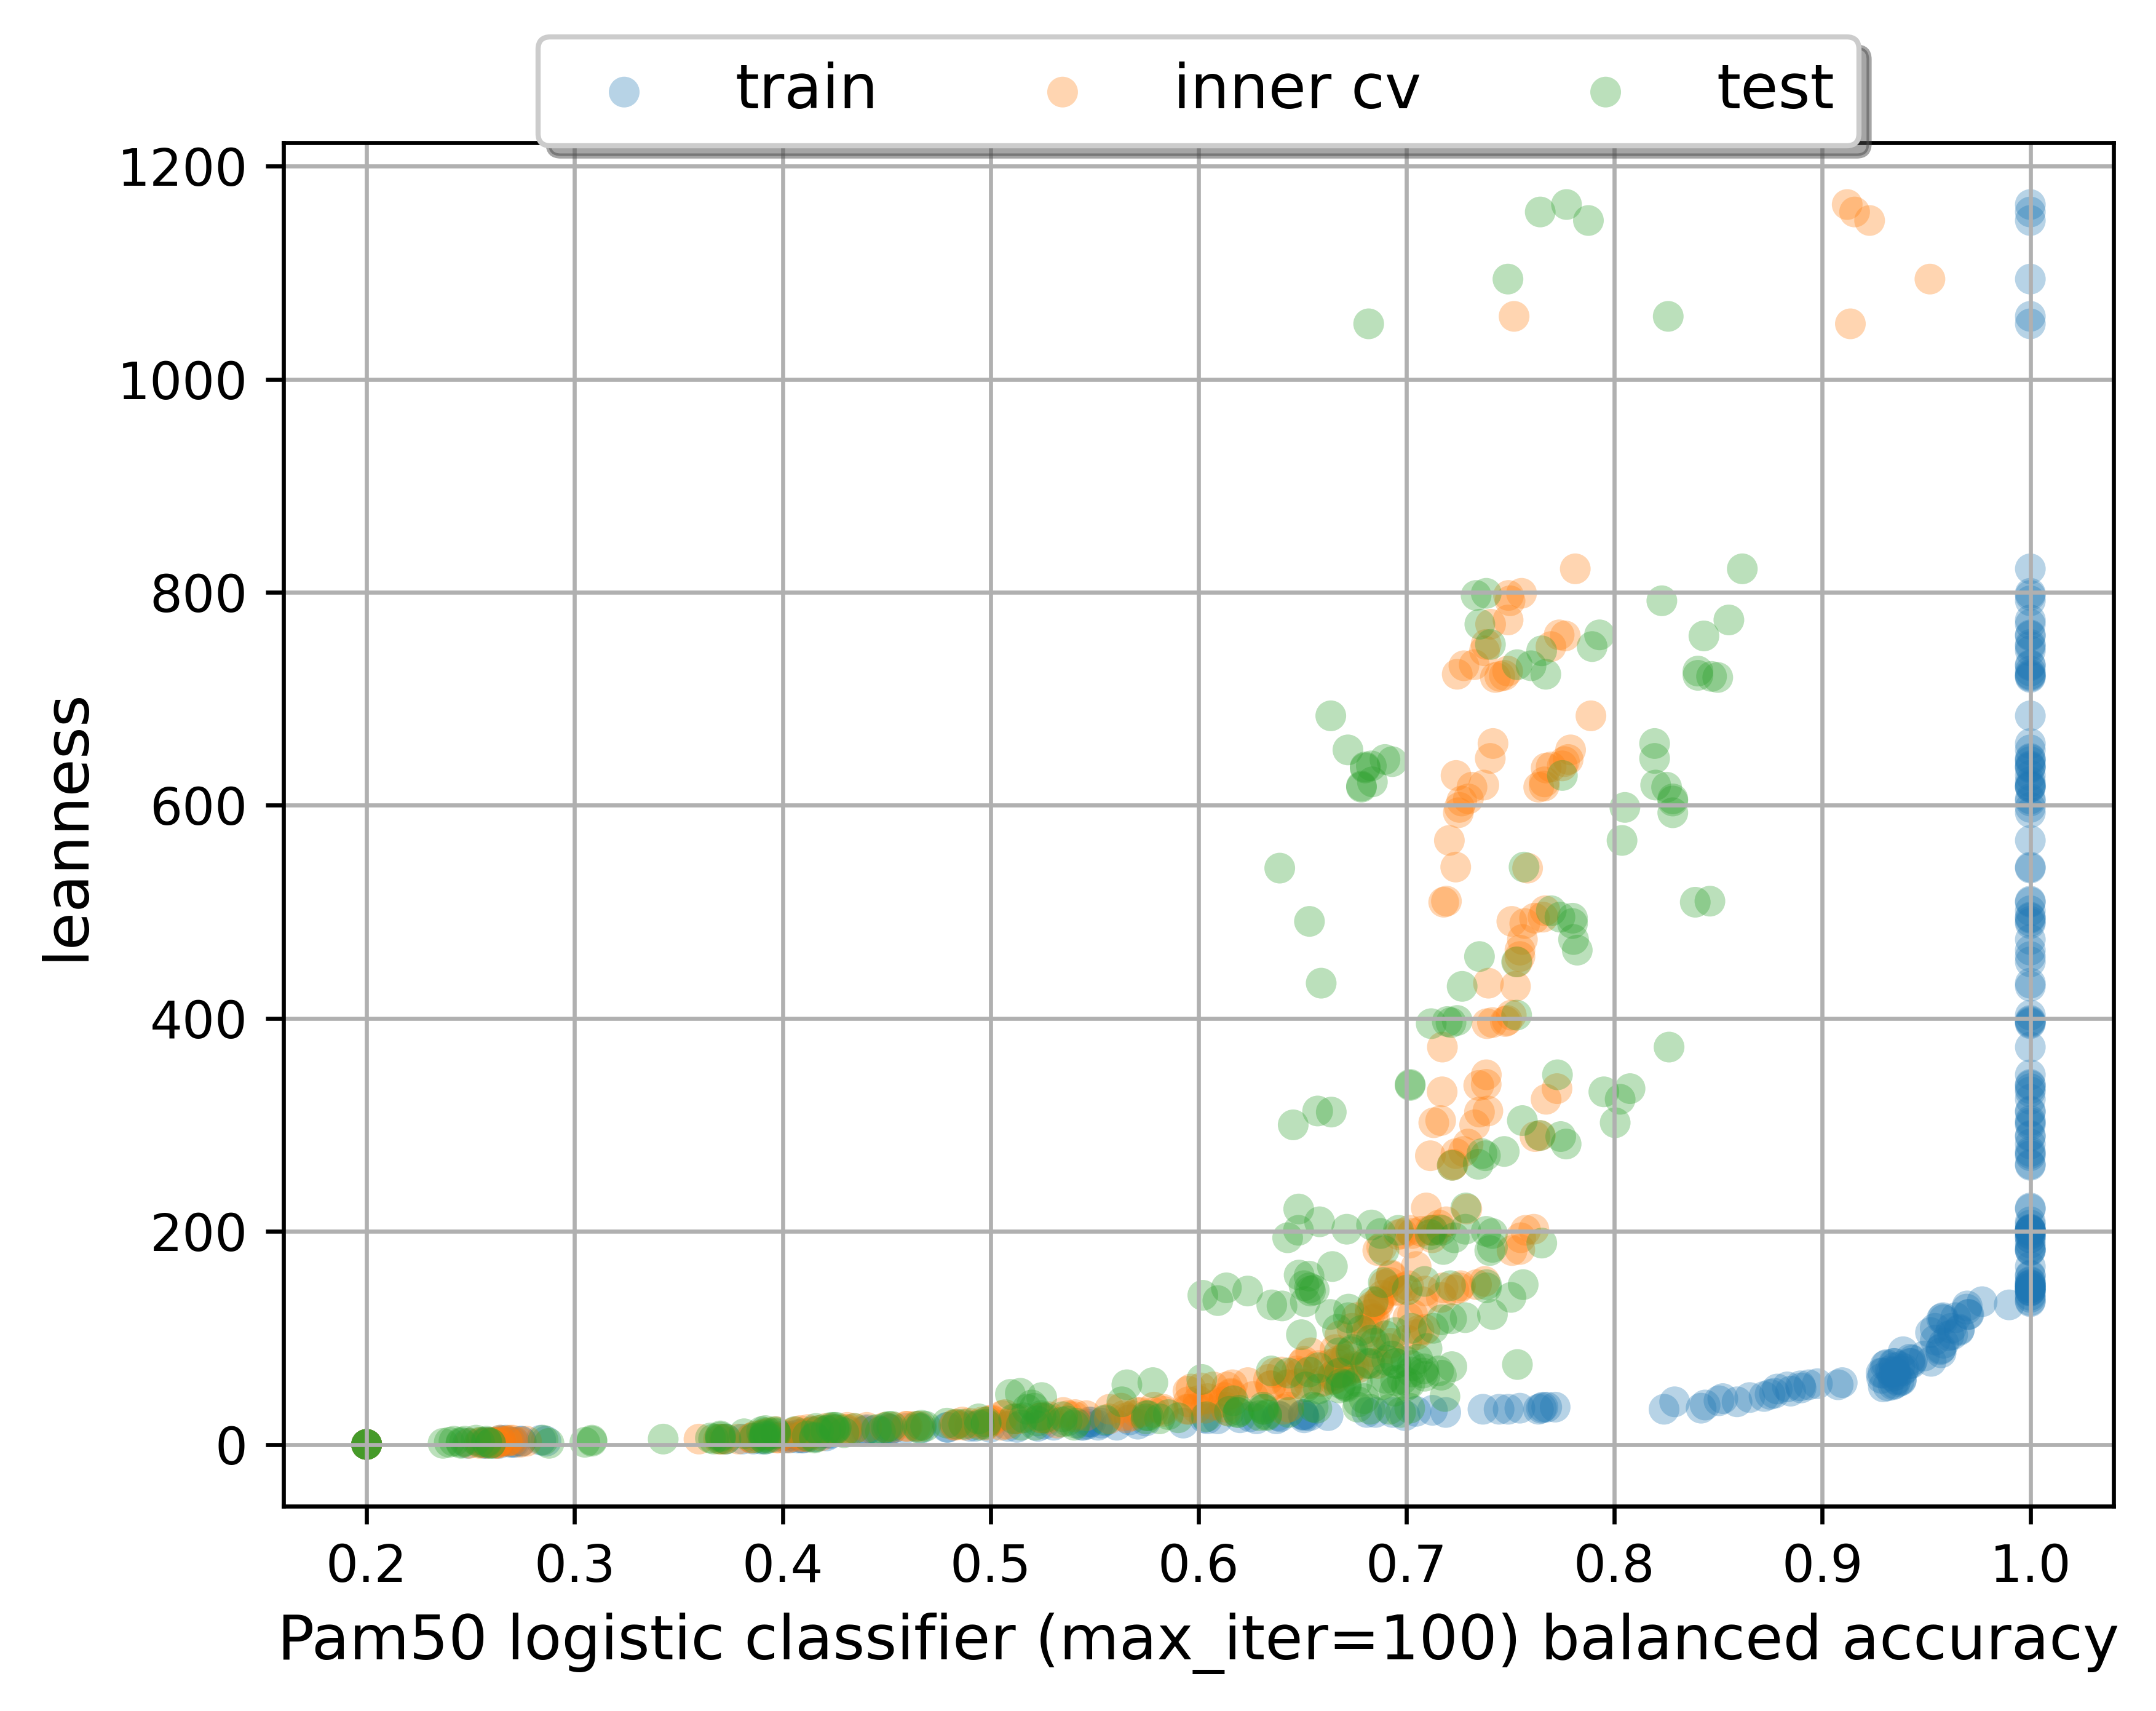 train inner cv test
1200
1000
800
600
400
200
0
leanness
0.2 0.3 0.4 0.5 0.6 0.7 0.8 0.9 1.0
Pam50 logistic classifier (max_iter=100) balanced accuracy